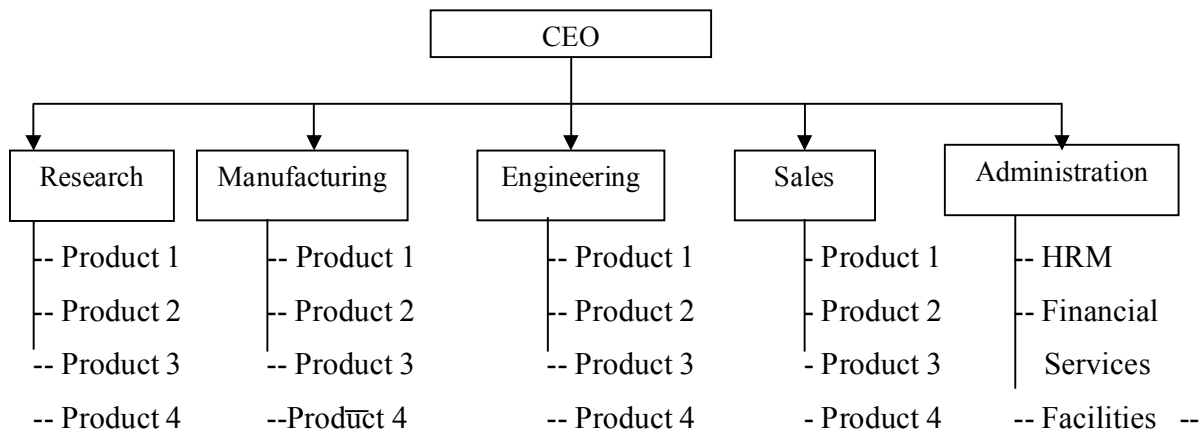 CEO
Research
Manufacturing
Engineering
Sales
Administration
-- Product 1
-- Product 2
-- Product 3
-- Product 4
-- Product 1
-- Product 2
-- Product 3
--Product 4
-- Product 1
-- Product 2
-- Product 3
-- Product 4
- Product 1
- Product 2
- Product 3
- Product 4
-- HRM
-- Financial
Services
-- Facilities --